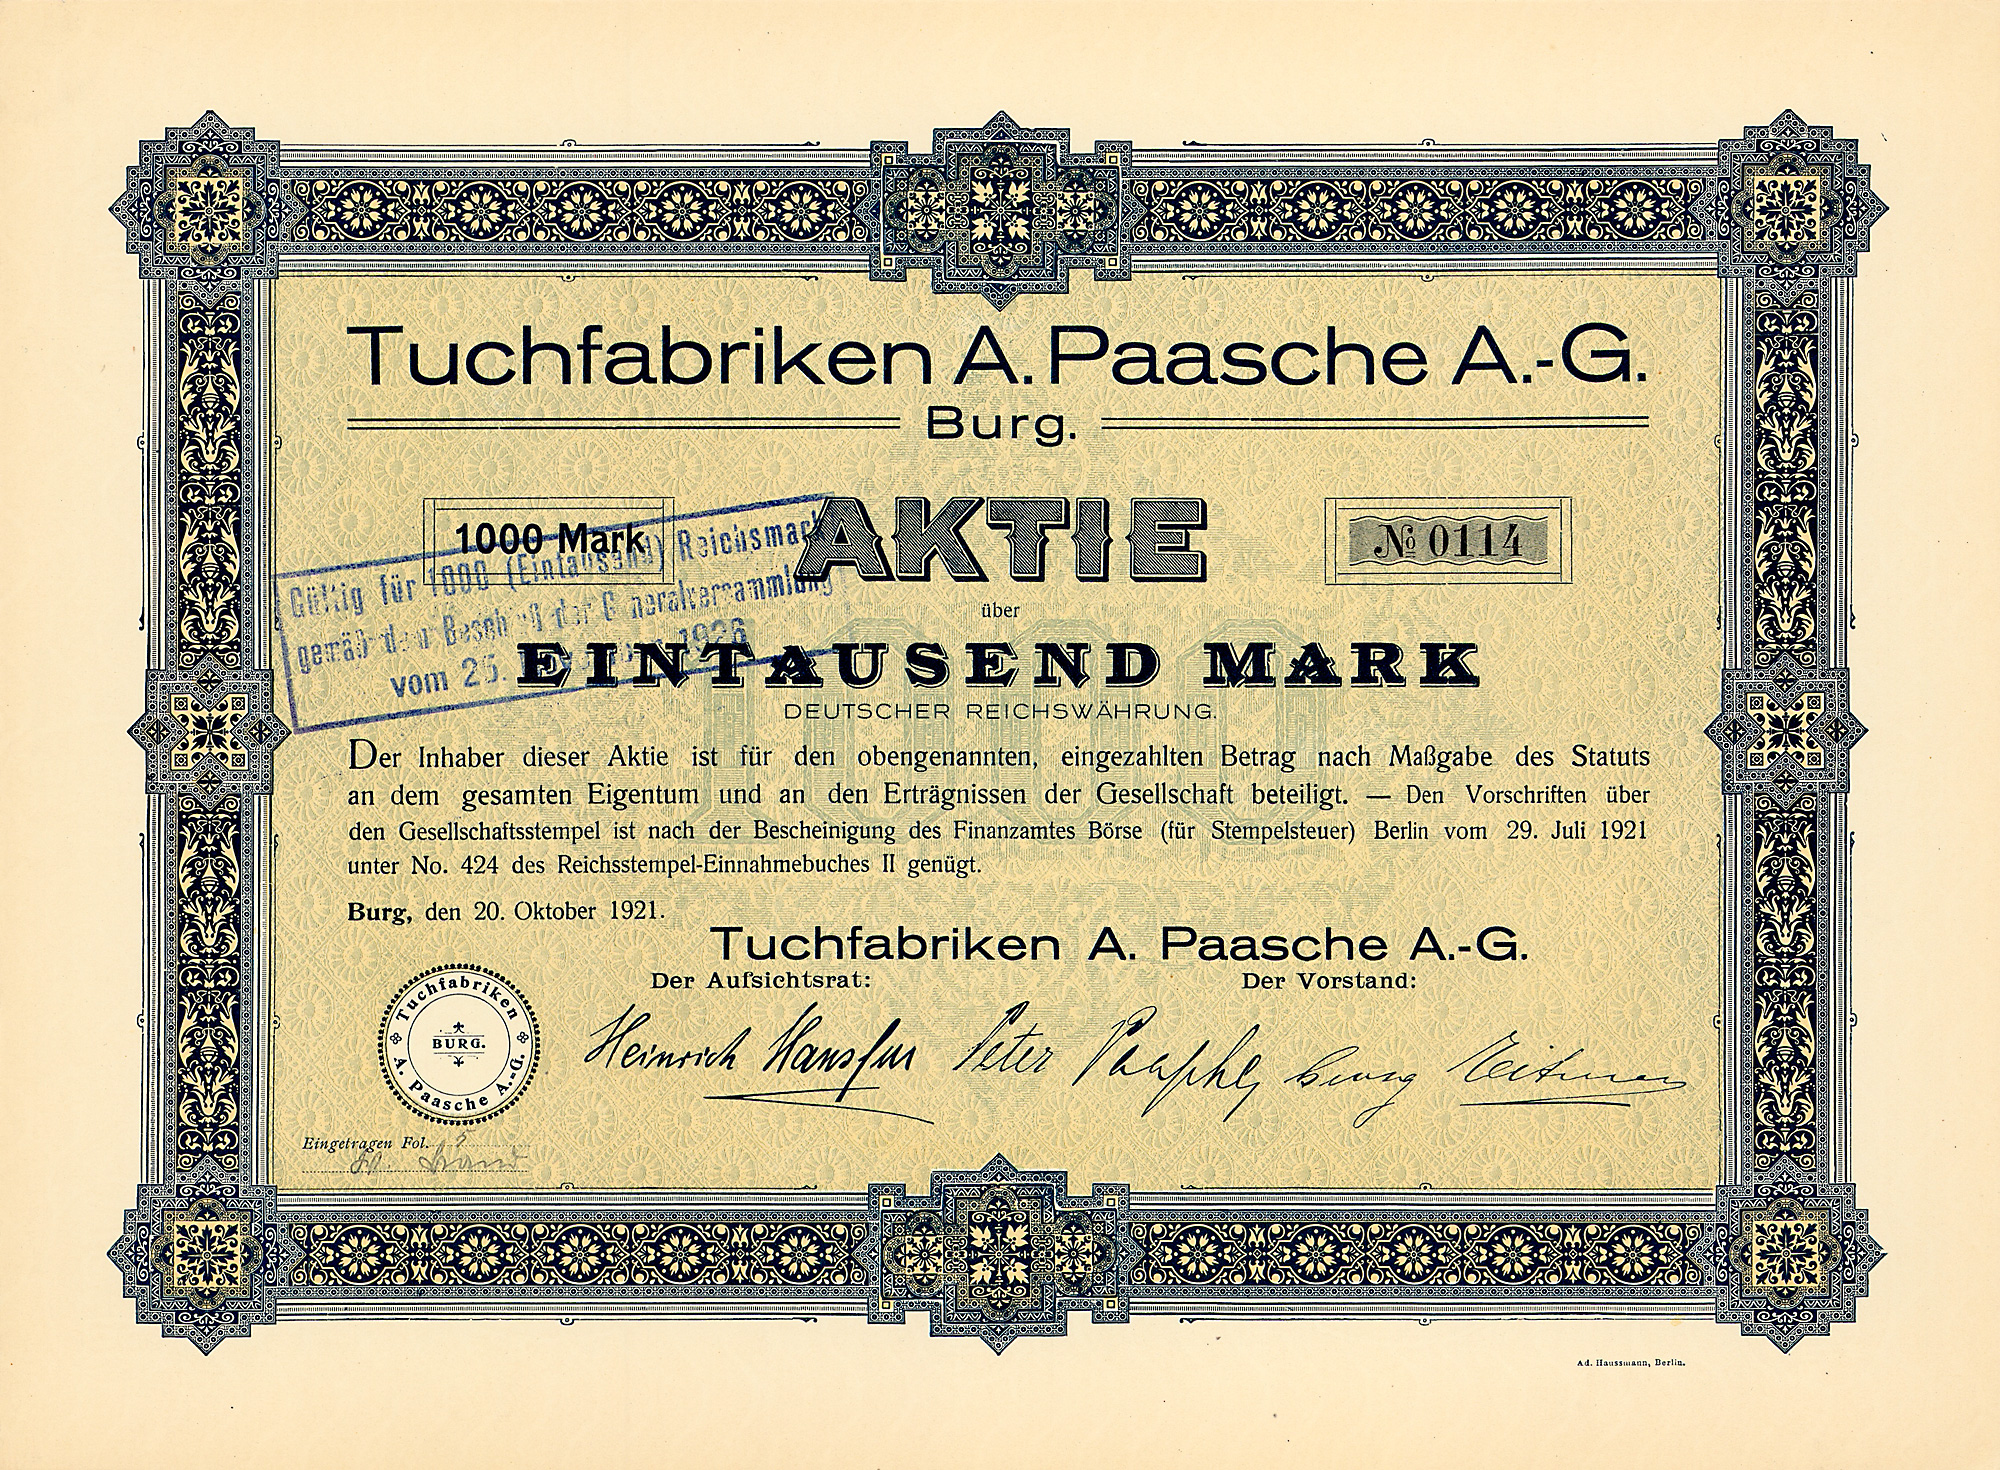 Tuchfabriken A. Paasche A.-G.
Burg.
1000 Mark
AKTIE
№ 0114
Gültig für 1000 (Eintausend) Reichsmark
gemäß dem Beschluß der Generalversammlung
vom 25. 1926
über
EINTAUSEND MARK
DEUTSCHER REICHSWÄHRUNG.
1000
Der Inhaber dieser Aktie ist für den obengenannten, eingezahlten Betrag nach Maßgabe des Statuts
an dem gesamten Eigentum und an den Erträgnissen der Gesellschaft beteiligt. — Den Vorschriften über
den Gesellschaftsstempel ist nach der Bescheinigung des Finanzamtes Börse (für Stempelsteuer) Berlin vom 29. Juli 1921
unter No. 424 des Reichsstempel-Einnahmebuches II genügt.
Burg, den 20. Oktober 1921.
Tuchfabriken A. Paasche A.-G.
Der Aufsichtsrat:
Der Vorstand:
Tuchfabriken
BURG.
A. Paasche A.-G.
Heinrich Peter Georg
Eingetragen Fol.
Ad. Haussmann, Berlin.